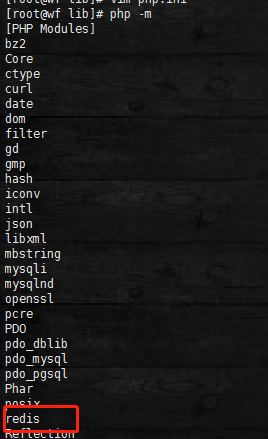 [root@wf lib]# vim php.ini
[root@wf lib]# php -m
[PHP Modules]
bz2
Core
ctype
curl
date
dom
filter
gd
gmp
hash
iconv
intl
json
libxml
mbstring
mysqli
mysqlnd
openssl
pcre
PDO
pdo_dblib
pdo_mysql
pdo_pgsql
Phar
posix
redis
Reflection